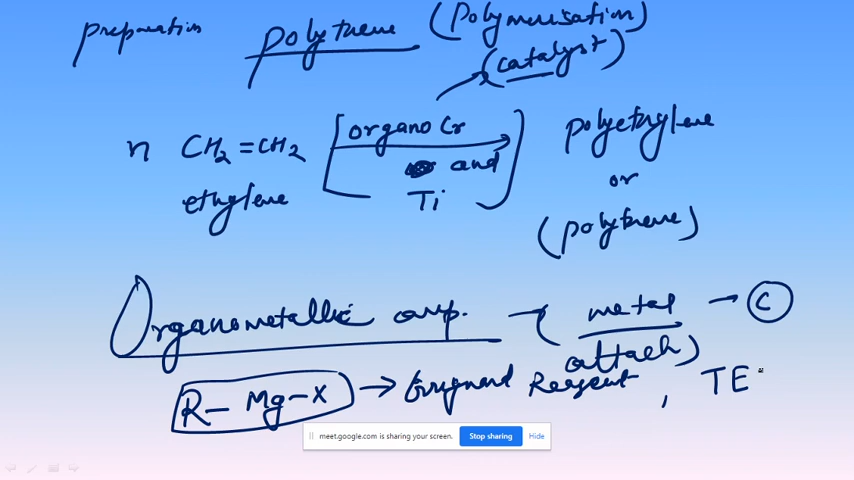 preparation polythene (Polymerisation)
(catalyst)
n CH2 = CH2 [organo Cr and Ti] polyethylene
ethylene or
(polythene)
Organometallic comp. → (metal attach) → C
R-Mg-X → Grignard Reagent, TE
meet.google.com is sharing your screen. Stop sharing Hide